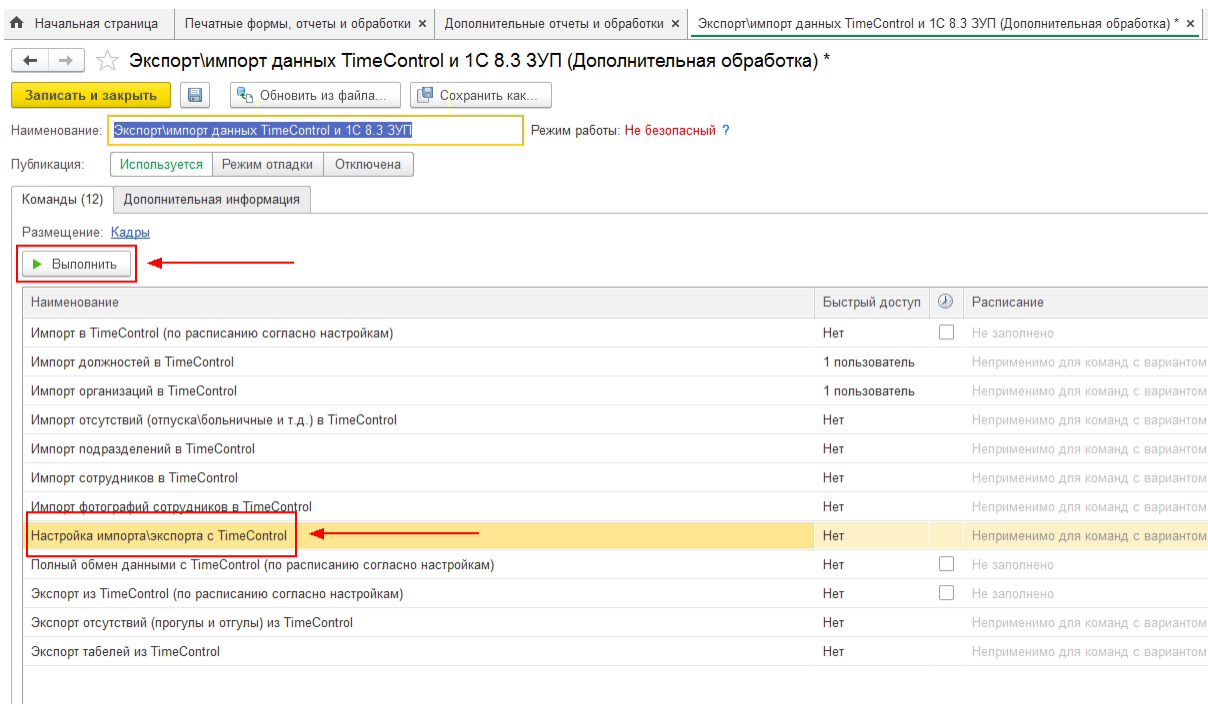 Начальная страница Печатные формы, отчеты и обработки × Дополнительные отчеты и обработки × Экспорт\импорт данных TimeControl и 1С 8.3 ЗУП (Дополнительная обработка) * ×
Экспорт\импорт данных TimeControl и 1С 8.3 ЗУП (Дополнительная обработка) *
Записать и закрыть Обновить из файла... Сохранить как...
Наименование: Экспорт\импорт данных TimeControl и 1С 8.3 ЗУП Режим работы: Не безопасный ?
Публикация: Используется Режим отладки Отключена
Команды (12) Дополнительная информация
Размещение: Кадры
Выполнить
Наименование Быстрый доступ Расписание
Импорт в TimeControl (по расписанию согласно настройкам) Нет Не заполнено
Импорт должностей в TimeControl 1 пользователь Неприменимо для команд с вариантом
Импорт организаций в TimeControl 1 пользователь Неприменимо для команд с вариантом
Импорт отсутствий (отпуска\больничные и т.д.) в TimeControl Нет Неприменимо для команд с вариантом
Импорт подразделений в TimeControl Нет Неприменимо для команд с вариантом
Импорт сотрудников в TimeControl Нет Неприменимо для команд с вариантом
Импорт фотографий сотрудников в TimeControl Нет Неприменимо для команд с вариантом
Настройка импорта\экспорта с TimeControl Нет Неприменимо для команд с вариантом
Полный обмен данными с TimeControl (по расписанию согласно настройкам) Нет Не заполнено
Экспорт из TimeControl (по расписанию согласно настройкам) Нет Не заполнено
Экспорт отсутствий (прогулы и отгулы) из TimeControl Нет Неприменимо для команд с вариантом
Экспорт табелей из TimeControl Нет Неприменимо для команд с вариантом